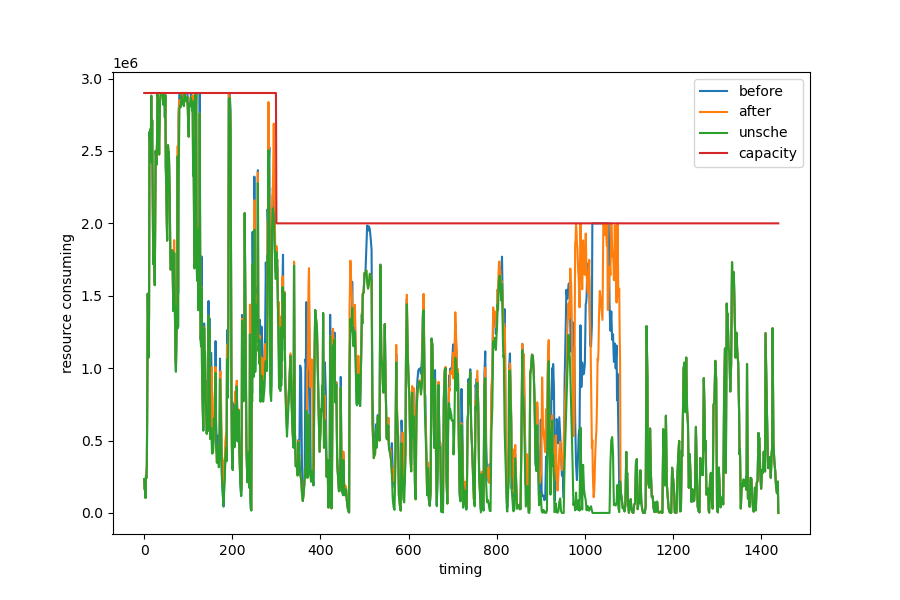 1e6
3.0
2.5
2.0
1.5
1.0
0.5
0.0
resource consuming
before
after
unsche
capacity
0 200 400 600 800 1000 1200 1400
timing